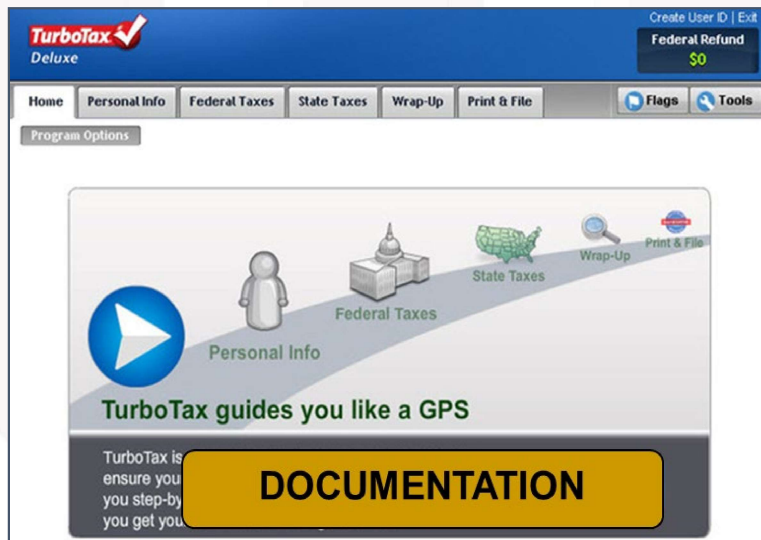 Create User ID | Exit
TurboTax
Deluxe
Federal Refund
$0
Home Personal Info Federal Taxes State Taxes Wrap-Up Print & File Flags Tools
Program Options
Print & File
Wrap-Up
State Taxes
Federal Taxes
Personal Info
TurboTax guides you like a GPS
TurboTax is
ensure your
you step-by
you get your
DOCUMENTATION